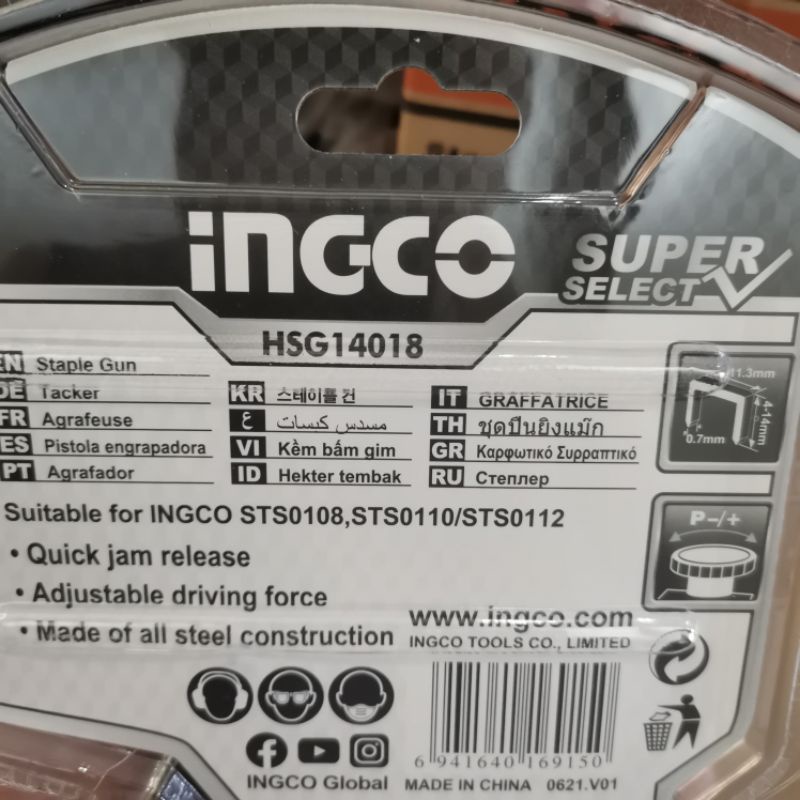 INGCO
SUPER
SELECT
HSG14018
EN Staple Gun
DE Tacker
FR Agrafeuse
ES Pistola engrapadora
PT Agrafador
KR 스테이플 건
ع مسدس كبسات
VI Kềm bấm gim
ID Hekter tembak
IT GRAFFATRICE
TH ชุดปืนยิงแม๊ก
GR Καρφωτικό Συρραπτικό
RU Степлер
11.3mm
4-14mm
0.7mm
P-/+
Suitable for INGCO STS0108,STS0110/STS0112
• Quick jam release
• Adjustable driving force
• Made of all steel construction
www.ingco.com
INGCO TOOLS CO., LIMITED
6 941640 169150
INGCO Global
MADE IN CHINA 0621.V01